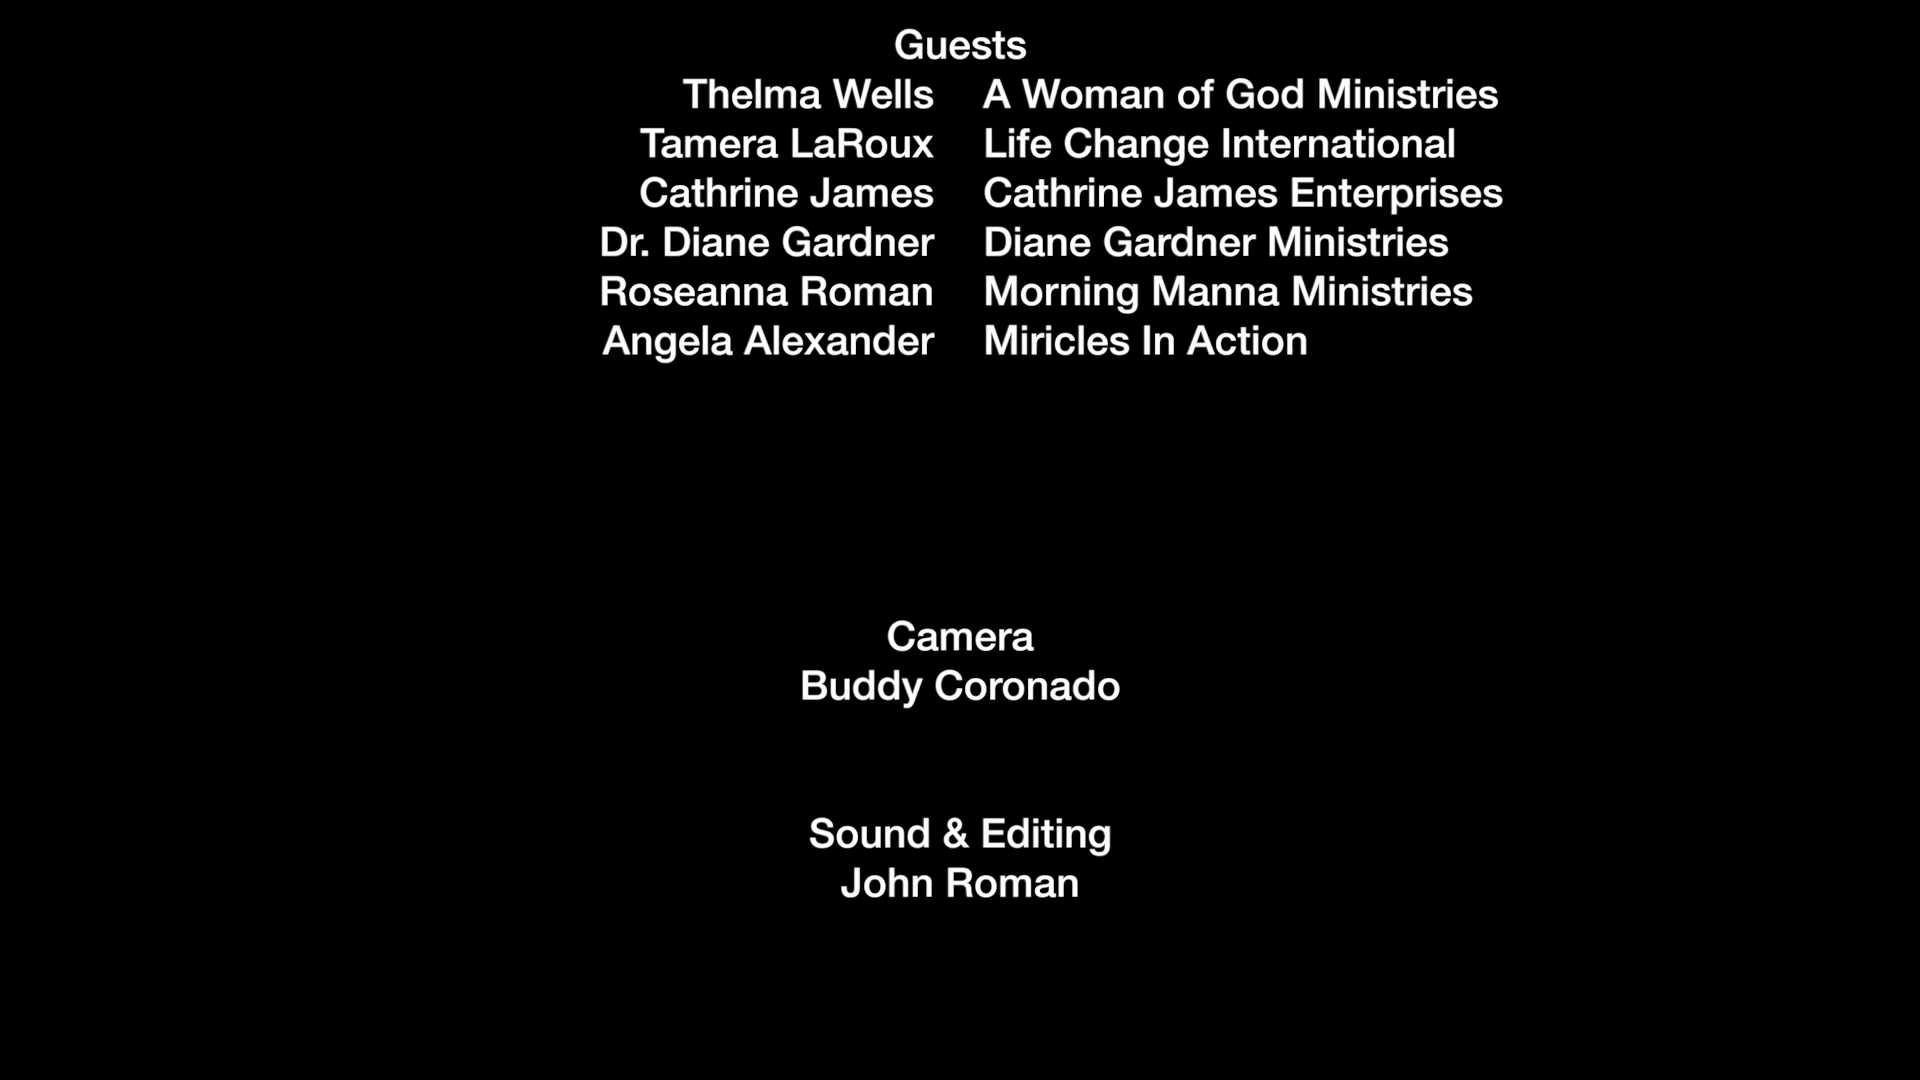 Guests
Thelma Wells A Woman of God Ministries
Tamera LaRoux Life Change International
Cathrine James Cathrine James Enterprises
Dr. Diane Gardner Diane Gardner Ministries
Roseanna Roman Morning Manna Ministries
Angela Alexander Miricles In Action
Camera
Buddy Coronado
Sound & Editing
John Roman